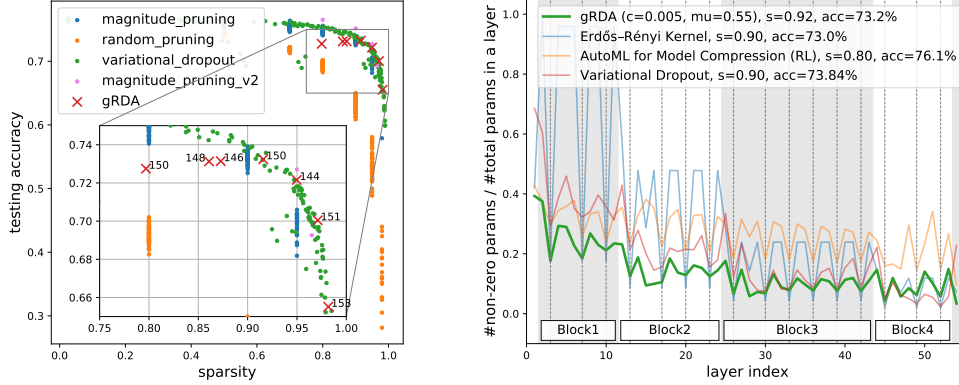 magnitude_pruning
random_pruning
variational_dropout
magnitude_pruning_v2
gRDA
testing accuracy
0.7
0.6
0.5
0.4
0.3
0.74
0.72
0.70
0.68
0.66
150
148
146
150
144
151
153
0.75 0.80 0.85 0.90 0.95 1.00
0.0 0.2 0.4 0.6 0.8 1.0
sparsity
#non-zero params / #total params in a layer
1.0
0.8
0.6
0.4
0.2
0.0
gRDA (c=0.005, mu=0.55), s=0.92, acc=73.2%
Erdős–Rényi Kernel, s=0.90, acc=73.0%
AutoML for Model Compression (RL), s=0.80, acc=76.1%
Variational Dropout, s=0.90, acc=73.84%
Block1 Block2 Block3 Block4
0 10 20 30 40 50
layer index